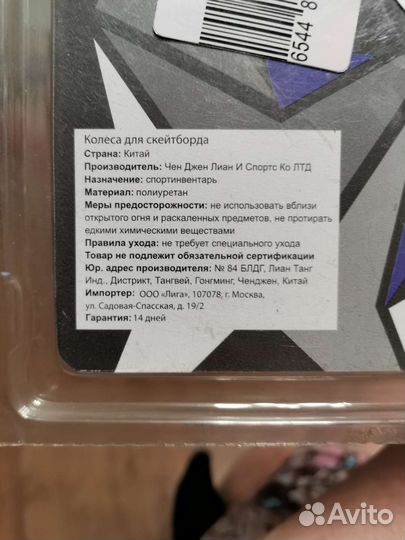 6544 8
Колеса для скейтборда
Страна: Китай
Производитель: Чен Джен Лиан И Спортс Ко ЛТД
Назначение: спортинвентарь
Материал: полиуретан
Меры предосторожности: не использовать вблизи
открытого огня и раскаленных предметов, не протирать
едкими химическими веществами
Правила ухода: не требует специального ухода
Товар не подлежит обязательной сертификации
Юр. адрес производителя: № 84 БЛДГ, Лиан Танг
Инд., Дистрикт, Тангвей, Гонгминг, Ченджен, Китай
Импортер: ООО «Лига», 107078, г. Москва,
ул. Садовая-Спасская, д. 19/2
Гарантия: 14 дней
Avito